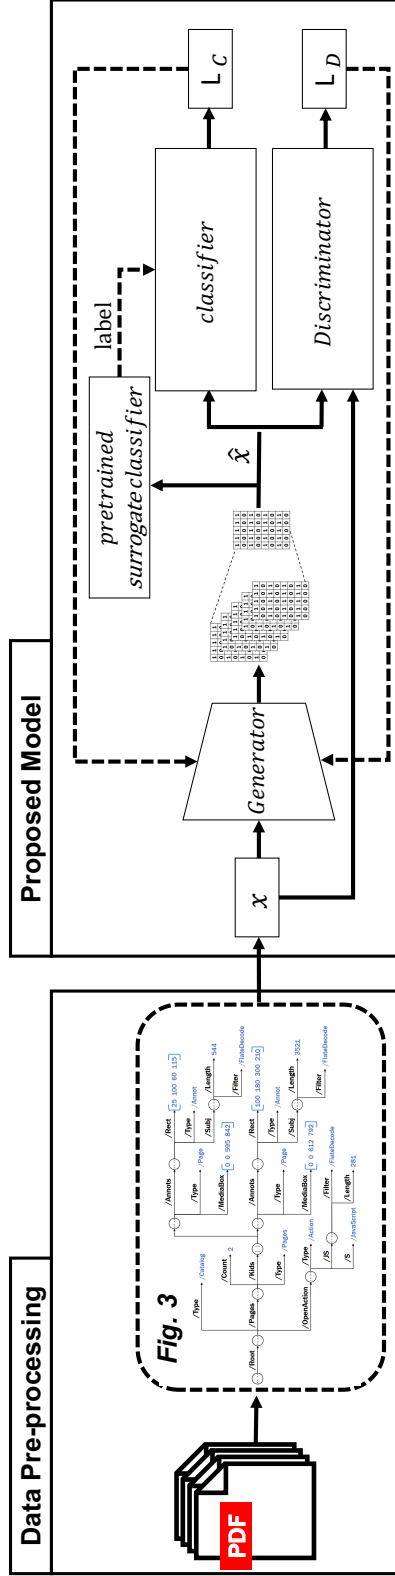 Data Pre-processing
PDF
Fig. 3
/Root
/Type
/Catalog
/Pages
/Count
2
/Kids
/Type
/Pages
/OpenAction
/Type
/Action
/JS
/Filter
/FlateDecode
/Length
281
/S
/JavaScript
/Annots
/Type
/Page
/MediaBox
[0 0 595 842]
/Rect
[25 100 60 115]
/Type
/Annot
/Subj
/Length
544
/Filter
/FlateDecode
/Annots
/Type
/Page
/MediaBox
[0 0 612 792]
/Rect
[100 180 300 210]
/Type
/Annot
/Subj
/Length
3521
/Filter
/FlateDecode
Proposed Model
x
Generator
x̂
pretrained
surrogate classifier
label
classifier
Discriminator
L C
L D